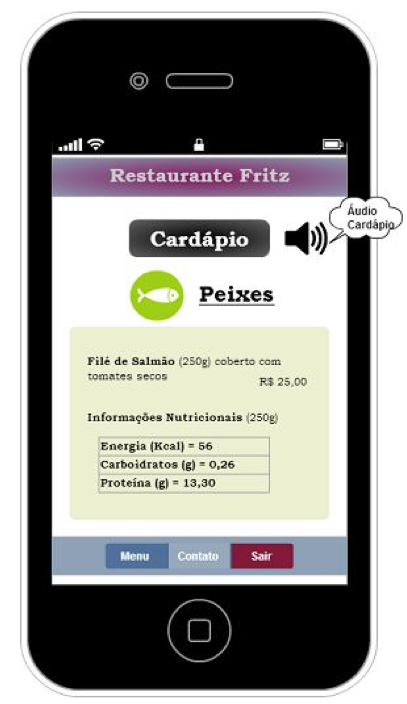 Restaurante Fritz
Áudio
Cardápio
Cardápio
Peixes
Filé de Salmão (250g) coberto com
tomates secos
R$ 25,00
Informações Nutricionais (250g)
Energia (Kcal) = 56
Carboidratos (g) = 0,26
Proteína (g) = 13,30
Menu Contato Sair